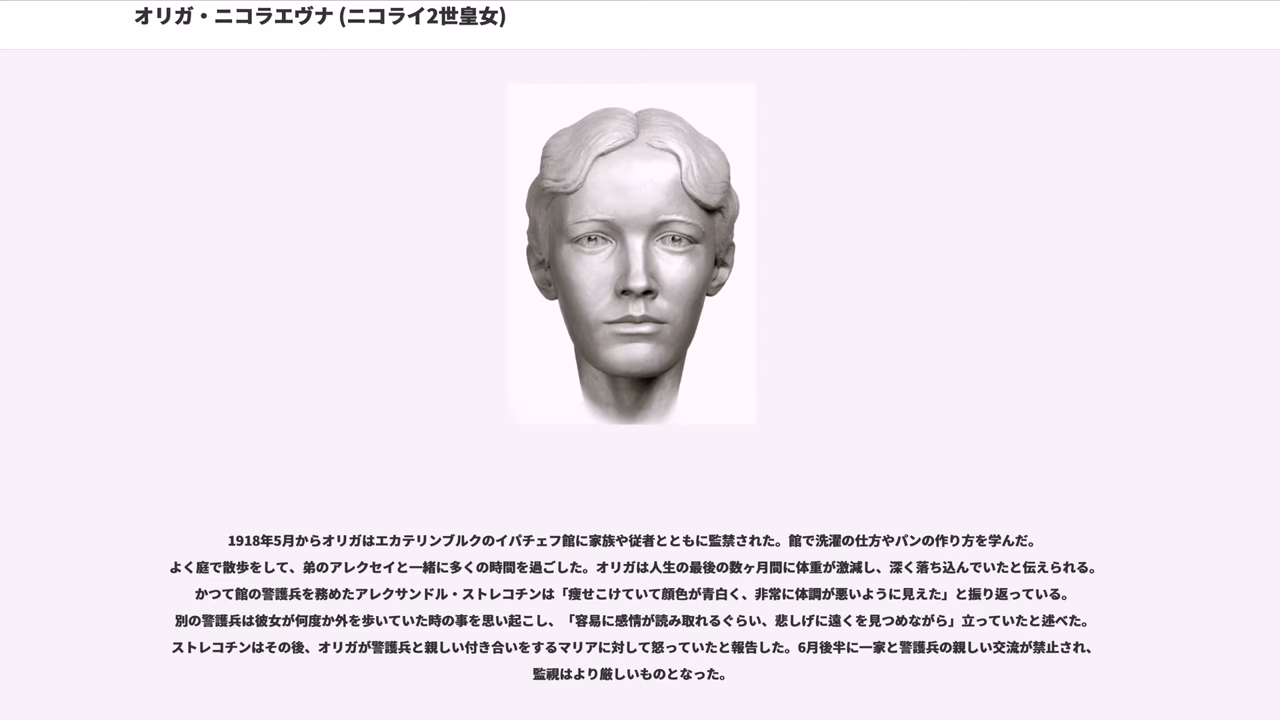 オリガ・ニコラエヴナ (ニコライ2世皇女)
1918年5月からオリガはエカテリンブルクのイパチェフ館に家族や従者とともに監禁された。館で洗濯の仕方やパンの作り方を学んだ。
よく庭で散歩をして、弟のアレクセイと一緒に多くの時間を過ごした。オリガは人生の最後の数ヶ月間に体重が激減し、深く落ち込んでいたと伝えられる。
かつて館の警護兵を務めたアレクサンドル・ストレコチンは「痩せこけていて顔色が青白く、非常に体調が悪いように見えた」と振り返っている。
別の警護兵は彼女が何度か外を歩いていた時の事を思い起こし、「容易に感情が読み取れるぐらい、悲しげに遠くを見つめながら」立っていたと述べた。
ストレコチンはその後、オリガが警護兵と親しい付き合いをするマリアに対して怒っていたと報告した。6月後半に一家と警護兵の親しい交流が禁止され、
監視はより厳しいものとなった。